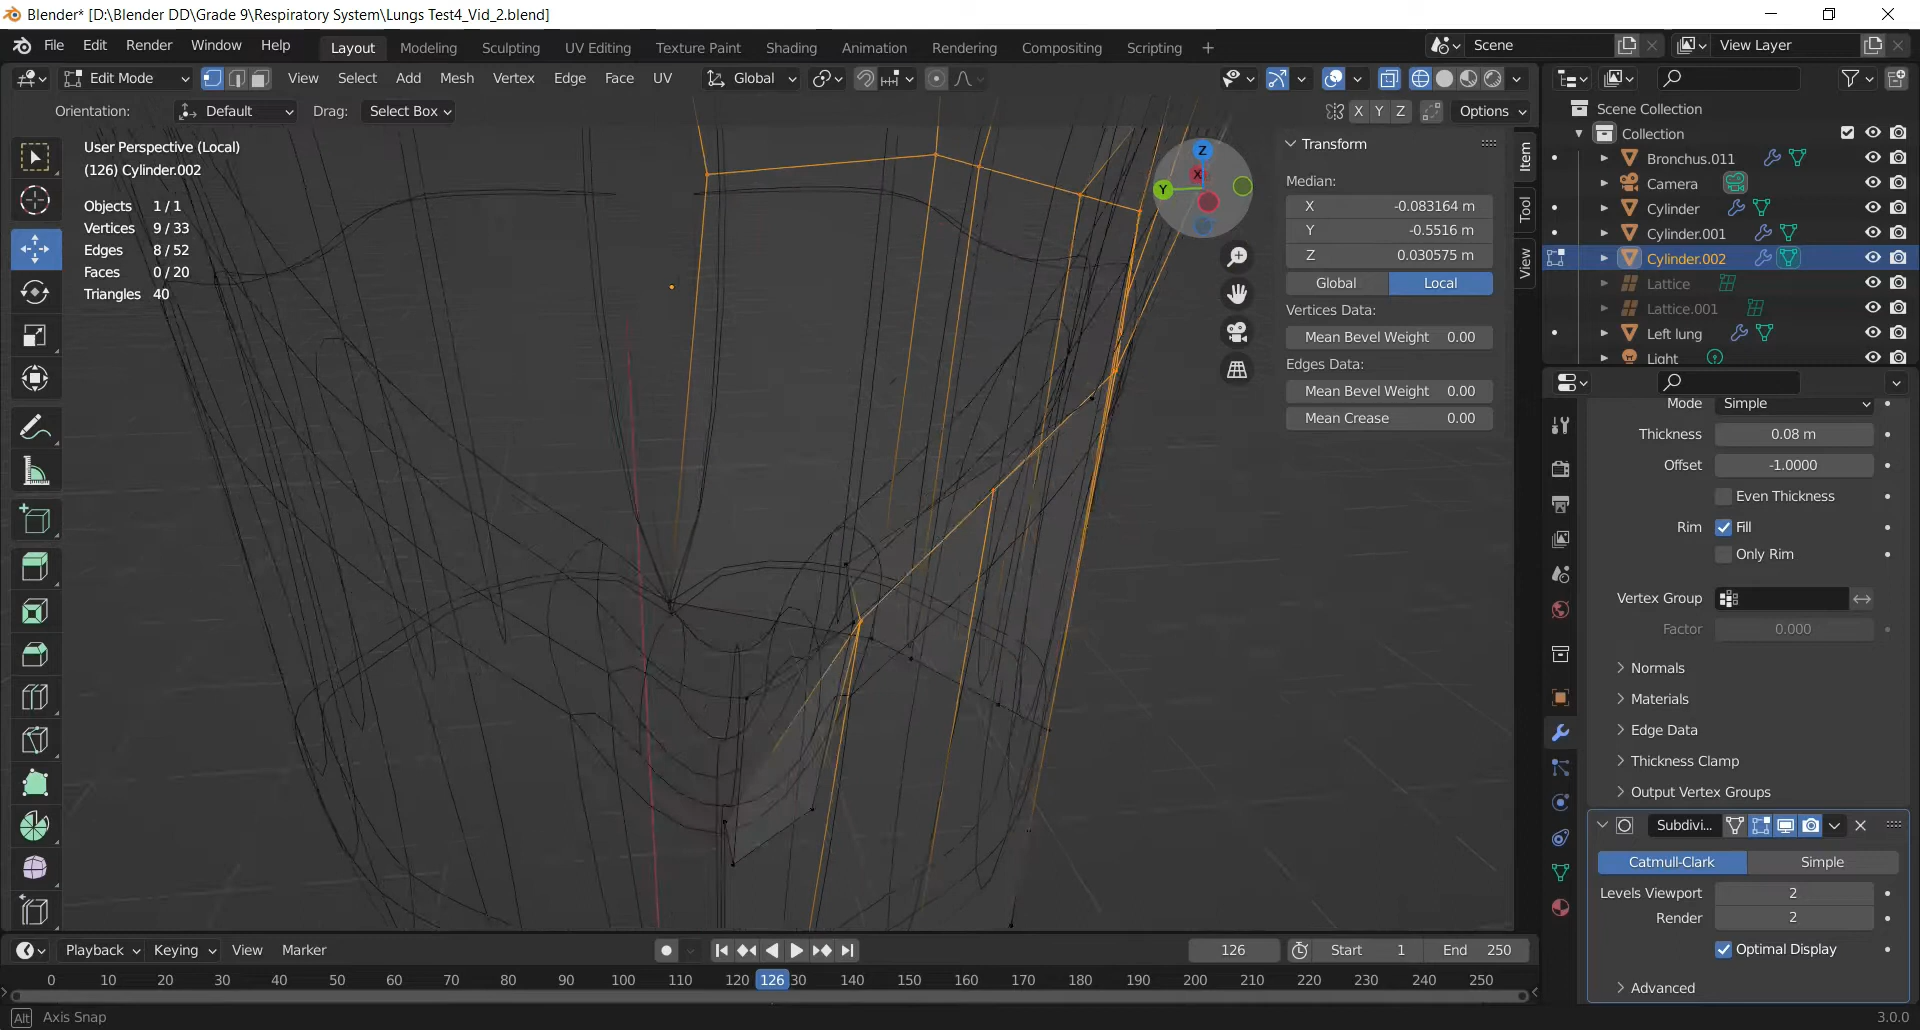 Blender* [D:\Blender DD\Grade 9\Respiratory System\Lungs Test4_Vid_2.blend]
File Edit Render Window Help
Layout Modeling Sculpting UV Editing Texture Paint Shading Animation Rendering Compositing Scripting
Scene
View Layer
Edit Mode
View Select Add Mesh Vertex Edge Face UV
Global
Orientation: Default Drag: Select Box
X Y Z
Options
User Perspective (Local)
(126) Cylinder.002
Objects 1/1
Vertices 9/33
Edges 8/52
Faces 0/20
Triangles 40
Z
X
Y
Transform
Median:
X -0.083164 m
Y -0.5516 m
Z 0.030575 m
Global Local
Vertices Data:
Mean Bevel Weight 0.00
Edges Data:
Mean Bevel Weight 0.00
Mean Crease 0.00
Item
Tool
View
Scene Collection
Collection
Bronchus.011
Camera
Cylinder
Cylinder.001
Cylinder.002
Lattice
Lattice.001
Left lung
Light
Mode Simple
Thickness 0.08 m
Offset -1.0000
Even Thickness
Rim Fill
Only Rim
Vertex Group
Factor 0.000
Normals
Materials
Edge Data
Thickness Clamp
Output Vertex Groups
Subdivi...
Catmull-Clark Simple
Levels Viewport 2
Render 2
Optimal Display
Advanced
Playback Keying View Marker
126
Start 1
End 250
0 10 20 30 40 50 60 70 80 90 100 110 120 126 30 140 150 160 170 180 190 200 210 220 230 240 250
Alt Axis Snap
3.0.0